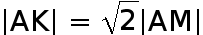 |AK| = √2|AM|